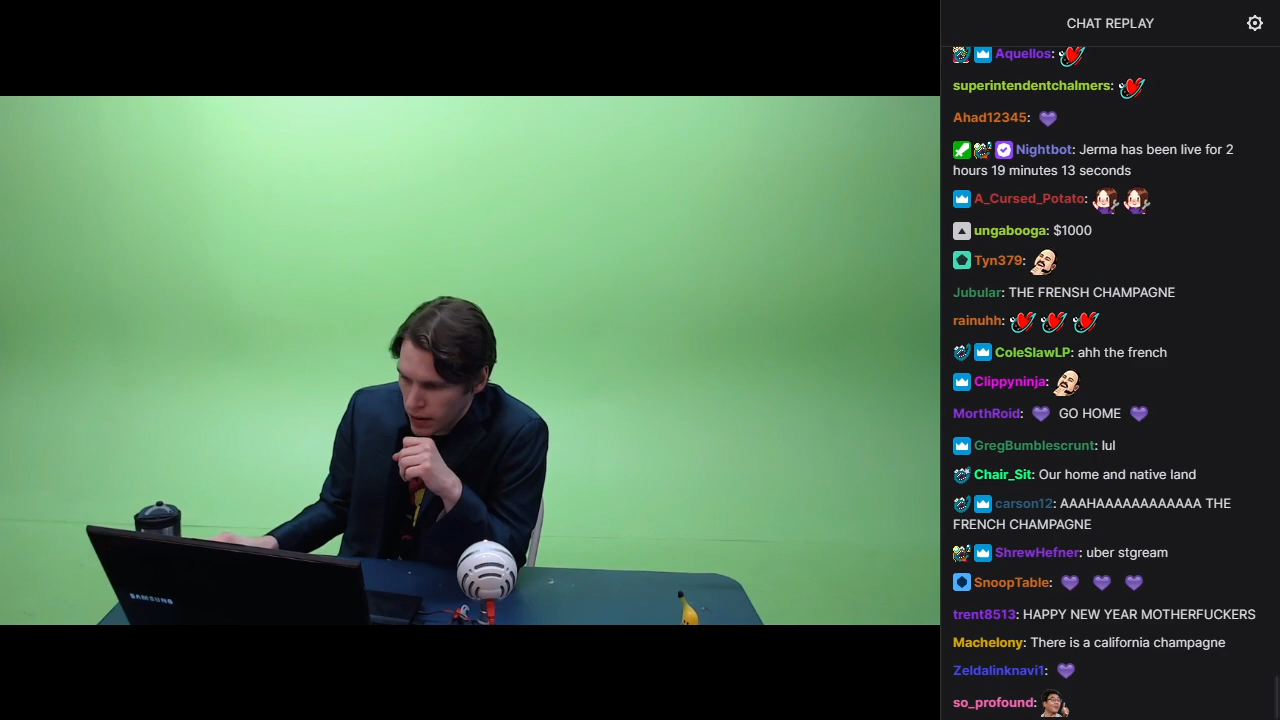 CHAT REPLAY
Aquellos:
superintendentchalmers:
Ahad12345:
Nightbot: Jerma has been live for 2
hours 19 minutes 13 seconds
A_Cursed_Potato:
ungabooga: $1000
Tyn379:
Jubular: THE FRENSH CHAMPAGNE
rainuhh:
ColeSlawLP: ahh the french
Clippyninja:
MorthRoid: GO HOME
GregBumblescrunt: lul
Chair_Sit: Our home and native land
carson12: AAAHAAAAAAAAAAAA THE
FRENCH CHAMPAGNE
ShrewHefner: uber stgream
SnoopTable:
trent8513: HAPPY NEW YEAR MOTHERFUCKERS
Machelony: There is a california champagne
Zeldalinknavi1:
so_profound:
SAMSUNG